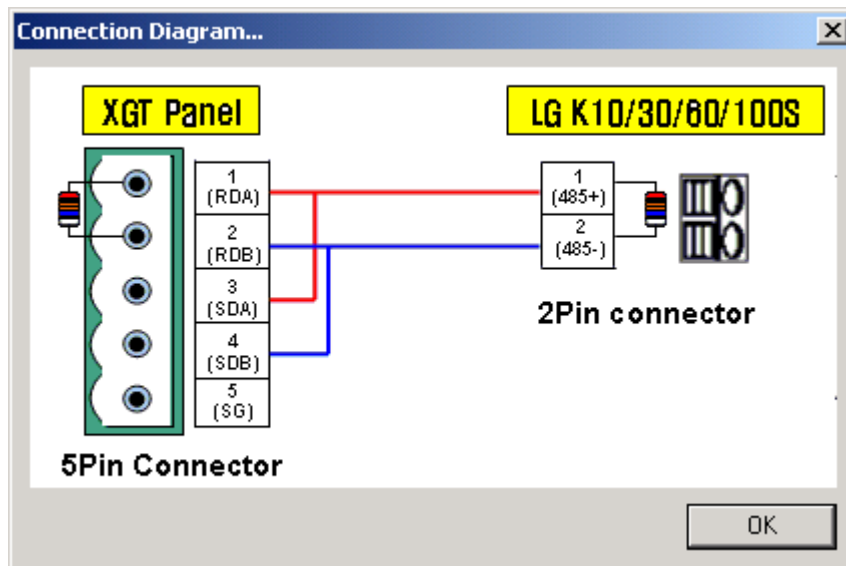 Connection Diagram...
XGT Panel
LG K10/30/60/100S
1
(RDA)
2
(RDB)
3
(SDA)
4
(SDB)
5
(SG)
1
(485+)
2
(485-)
2Pin connector
5Pin Connector
OK